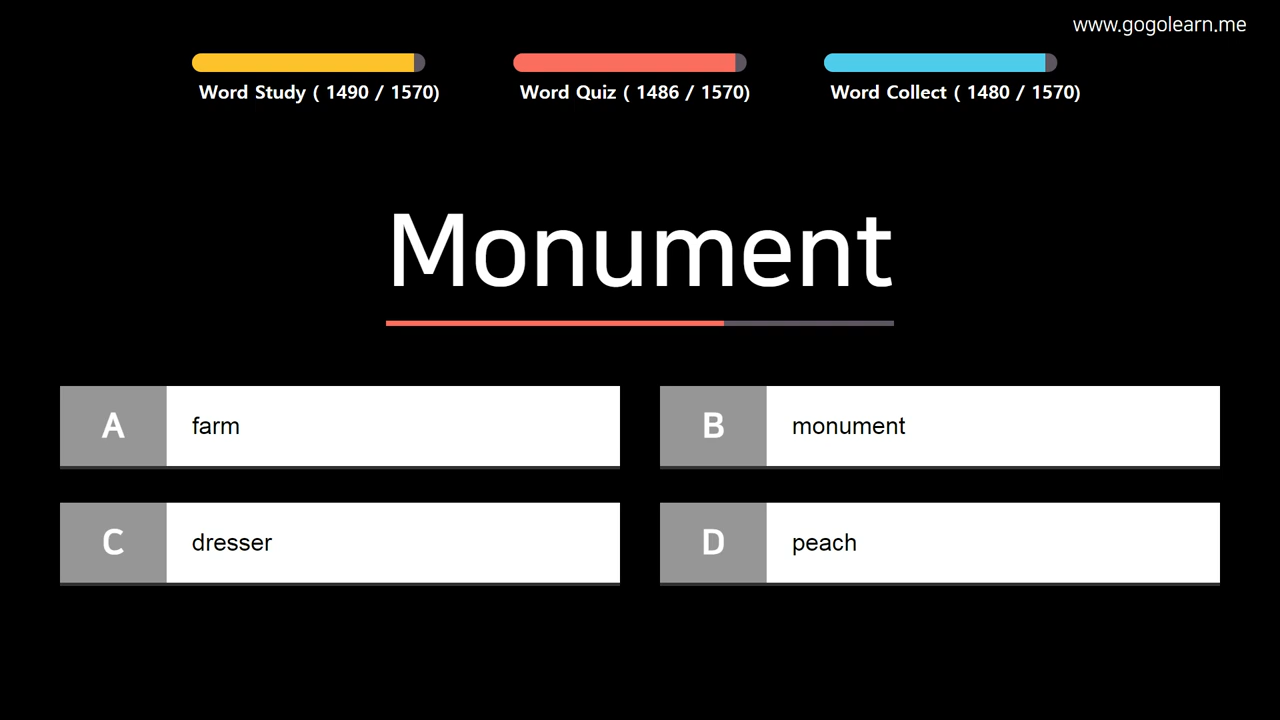 www.gogolearn.me
Word Study ( 1490 / 1570)
Word Quiz ( 1486 / 1570)
Word Collect ( 1480 / 1570)
Monument
A farm
B monument
C dresser
D peach